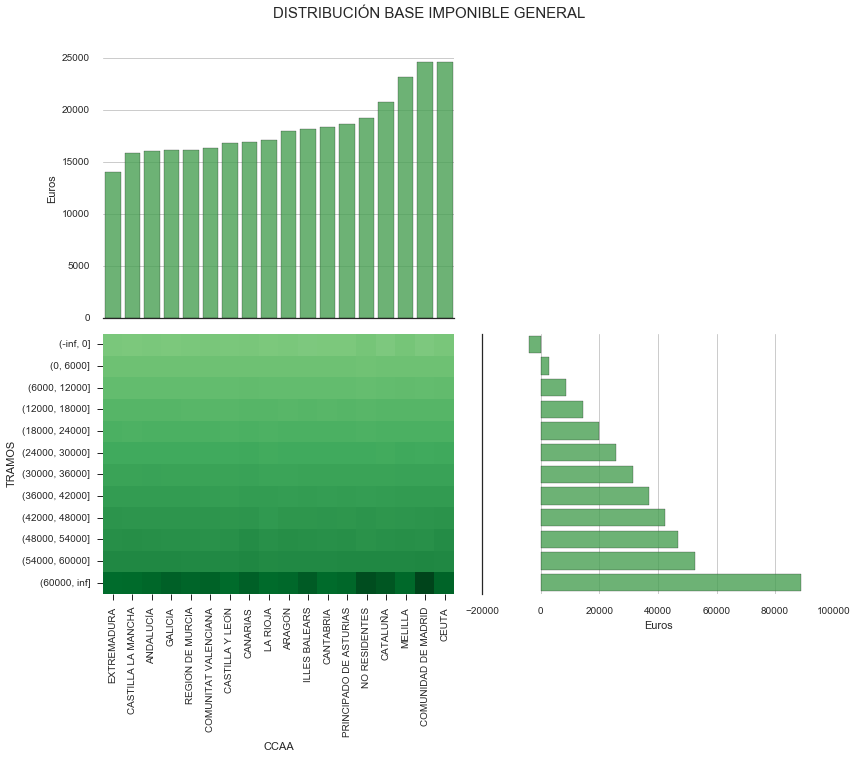 DISTRIBUCIÓN BASE IMPONIBLE GENERAL
25000
20000
15000
10000
5000
0
Euros
(-inf, 0]
(0, 6000]
(6000, 12000]
(12000, 18000]
(18000, 24000]
(24000, 30000]
(30000, 36000]
(36000, 42000]
(42000, 48000]
(48000, 54000]
(54000, 60000]
(60000, inf]
TRAMOS
EXTREMADURA
CASTILLA LA MANCHA
ANDALUCÍA
GALICIA
REGION DE MURCIA
COMUNITAT VALENCIANA
CASTILLA Y LEÓN
CANARIAS
LA RIOJA
ARAGÓN
ILLES BALEARS
CANTABRIA
PRINCIPADO DE ASTURIAS
NO RESIDENTES
CATALUÑA
MELILLA
COMUNIDAD DE MADRID
CEUTA
CCAA
−20000 0 20000 40000 60000 80000 100000
Euros